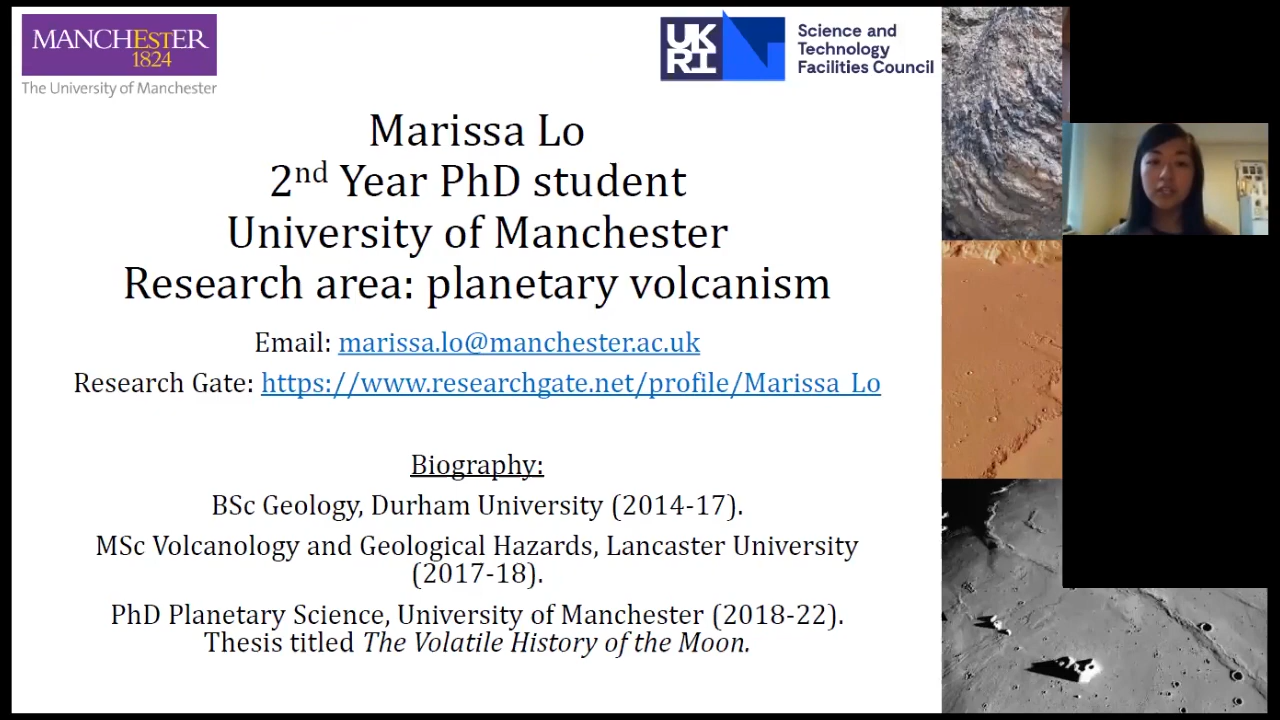 MANCHESTER
1824
The University of Manchester
UK
RI
Science and
Technology
Facilities Council
Marissa Lo
2nd Year PhD student
University of Manchester
Research area: planetary volcanism
Email: marissa.lo@manchester.ac.uk
Research Gate: https://www.researchgate.net/profile/Marissa_Lo
Biography:
BSc Geology, Durham University (2014-17).
MSc Volcanology and Geological Hazards, Lancaster University
(2017-18).
PhD Planetary Science, University of Manchester (2018-22).
Thesis titled The Volatile History of the Moon.